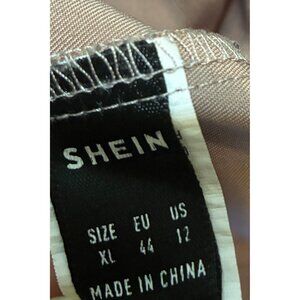 SHEIN
SIZE EU US
XL 44 12
MADE IN CHINA